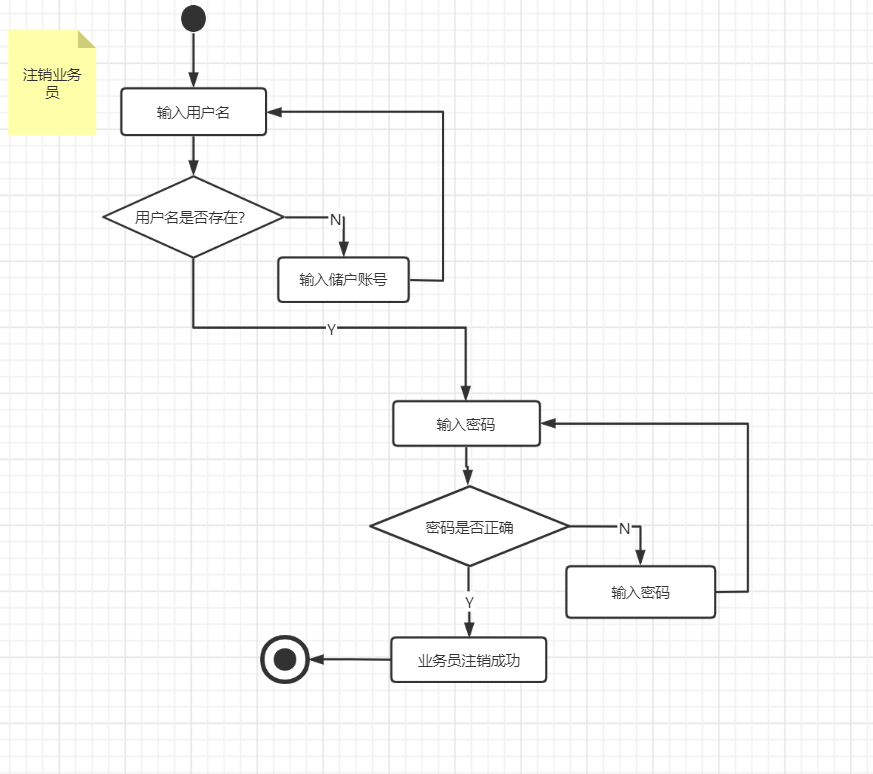 注销业务
员
输入用户名
用户名是否存在?
N
输入储户账号
Y
输入密码
密码是否正确
N
输入密码
Y
业务员注销成功